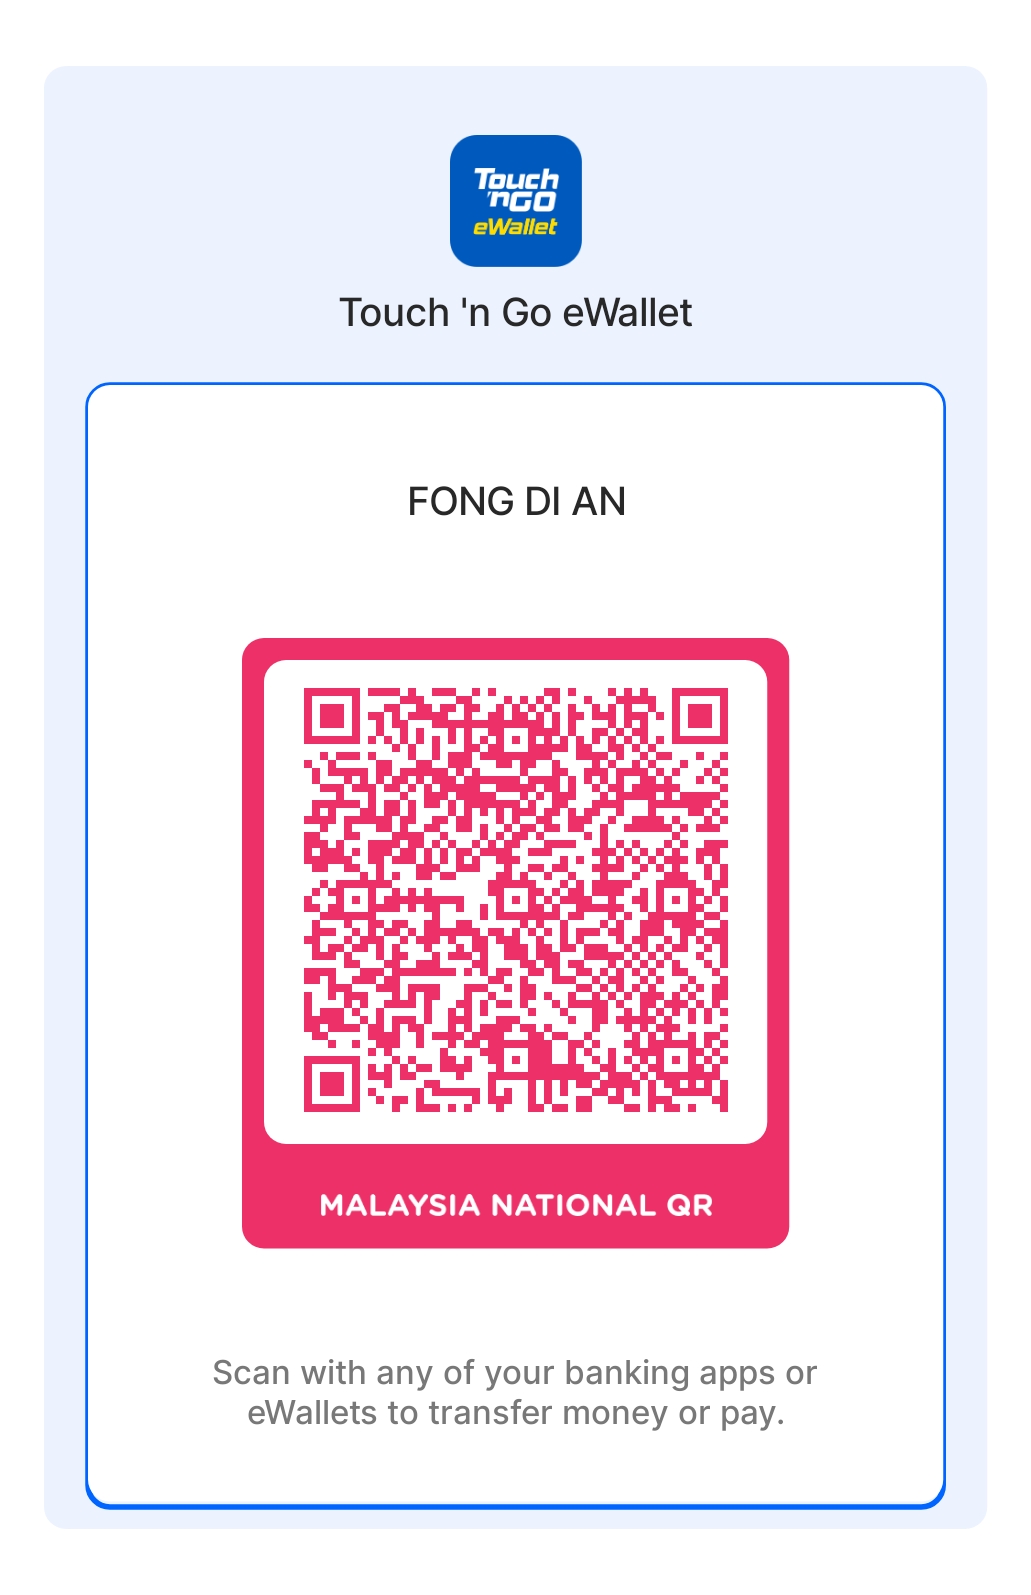 Touch
'nGO
eWallet
Touch 'n Go eWallet
FONG DI AN
MALAYSIA NATIONAL QR
Scan with any of your banking apps or
eWallets to transfer money or pay.